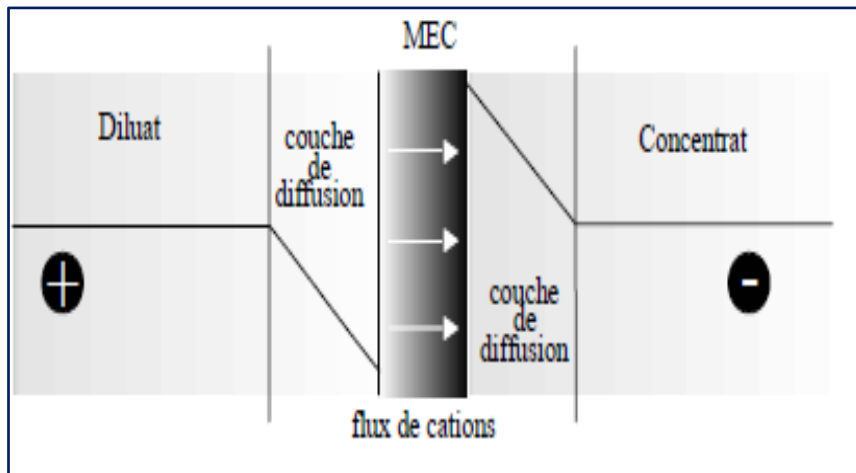 MEC
Diluat
couche
de
diffusion
Concentrat
+
-
couche
de
diffusion
flux de cations